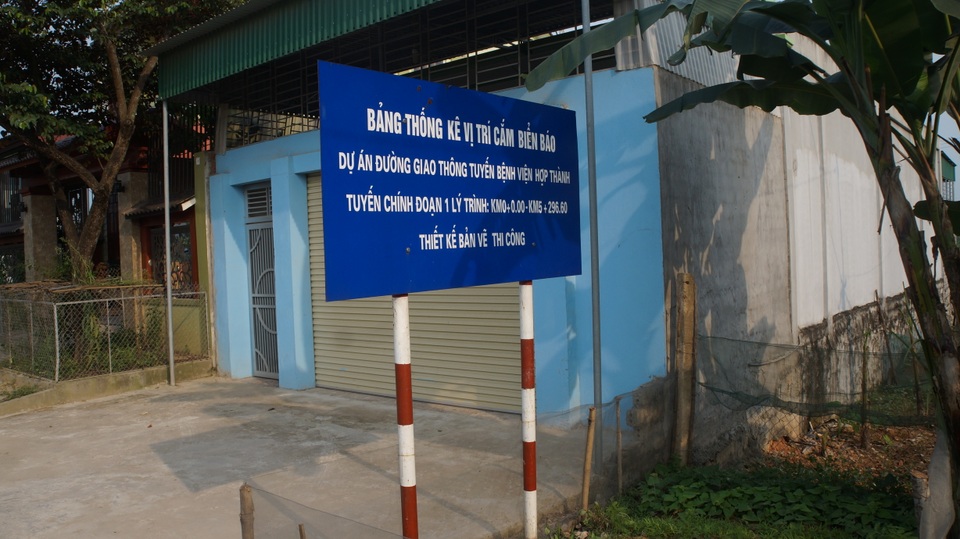 BẢNG THỐNG KÊ VỊ TRÍ CẮM BIỂN BÁO
DỰ ÁN ĐƯỜNG GIAO THÔNG TUYẾN BỆNH VIỆN HỢP THÀNH
TUYẾN CHÍNH ĐOẠN 1 LÝ TRÌNH: KM0+0.00-KM5+296.60
THIẾT KẾ BẢN VẼ THI CÔNG